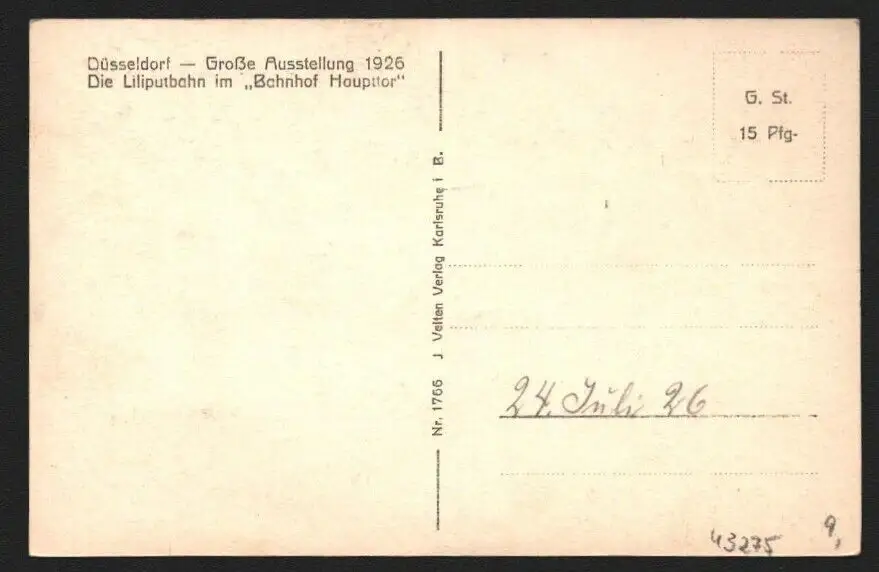 Düsseldorf — Große Ausstellung 1926
Die Liliputbahn im „Bahnhof Haupttor"
G. St.
15 Pfg-
Nr. 1766 J Velten Verlag Karlsruhe i B.
24. Juli 26
43275
9,